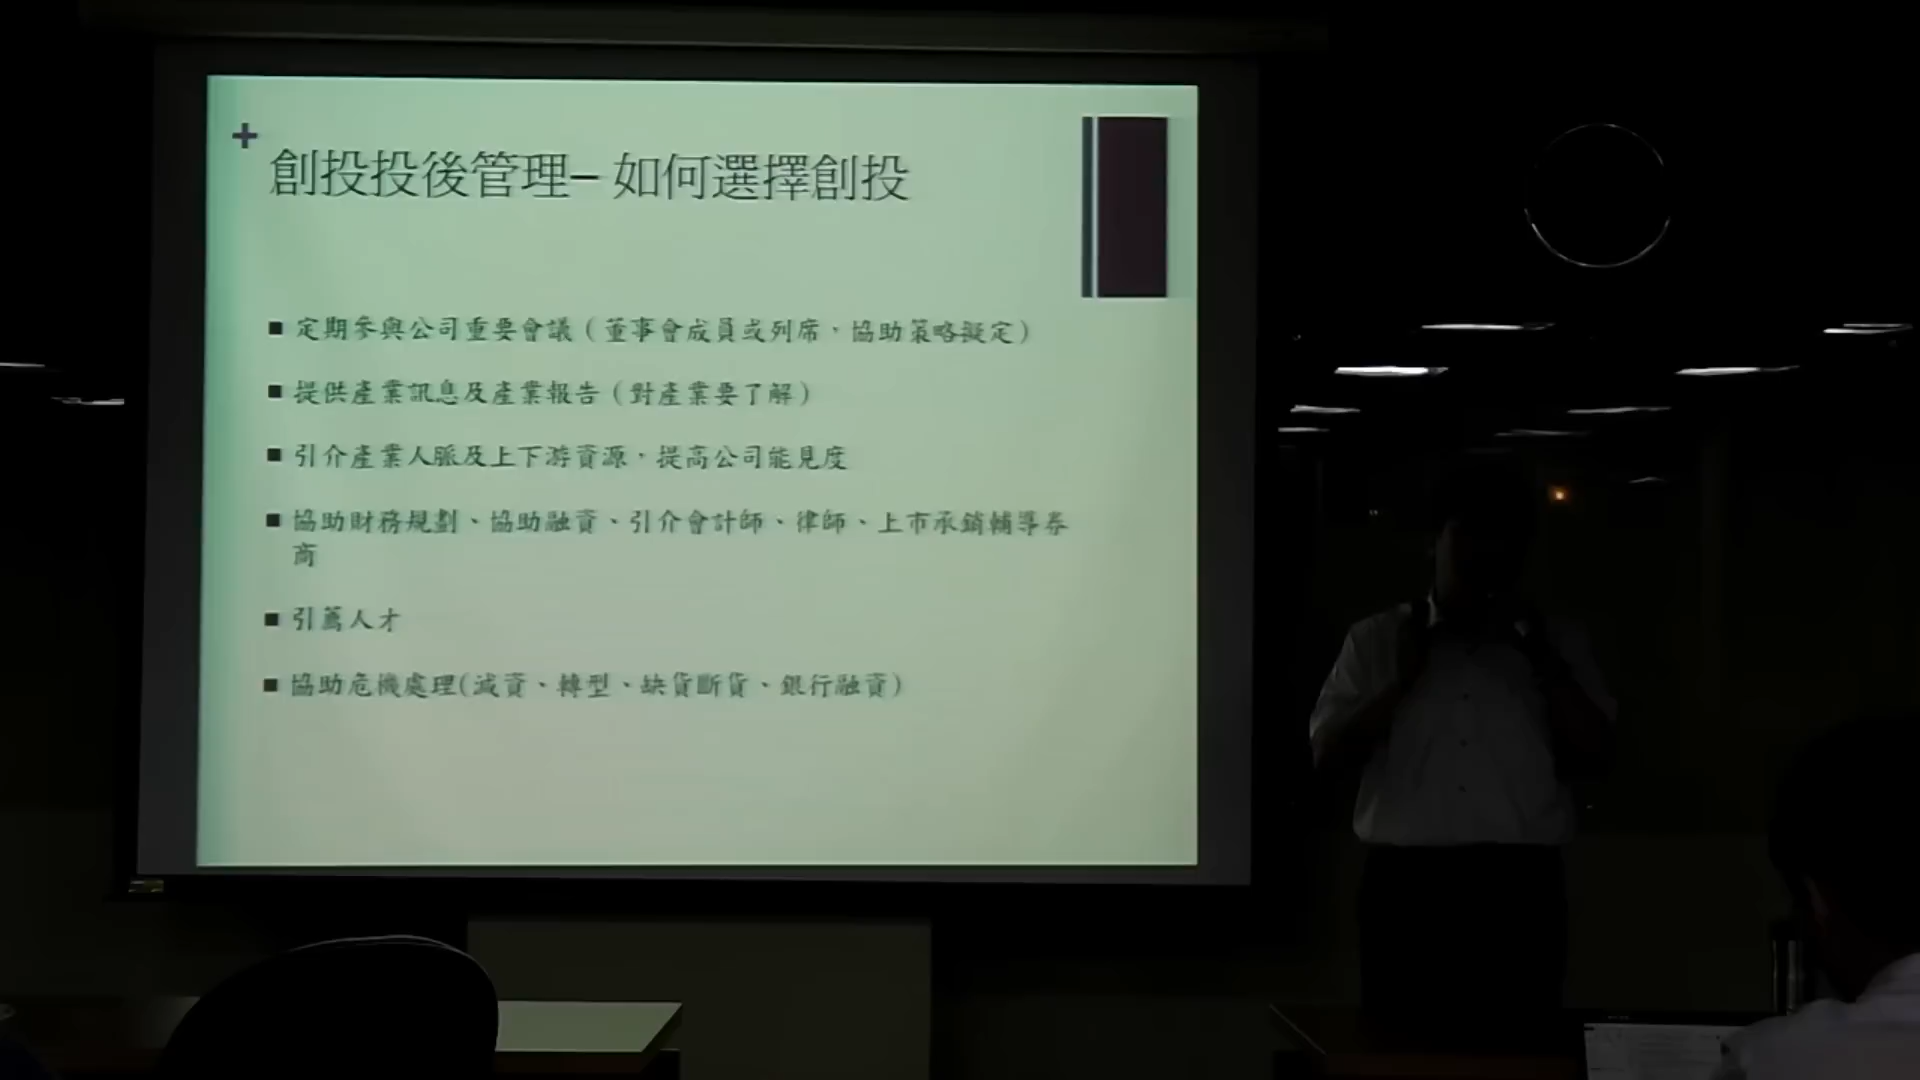 +
創投投後管理– 如何選擇創投
■ 定期參與公司重要會議（董事會成員或列席，協助策略擬定）
■ 提供產業訊息及產業報告（對產業要了解）
■ 引介產業人脈及上下游資源，提高公司能見度
■ 協助財務規劃、協助融資、引介會計師、律師、上市承銷輔導券
商
■ 引薦人才
■ 協助危機處理(減資、轉型、缺貨斷貨、銀行融資)